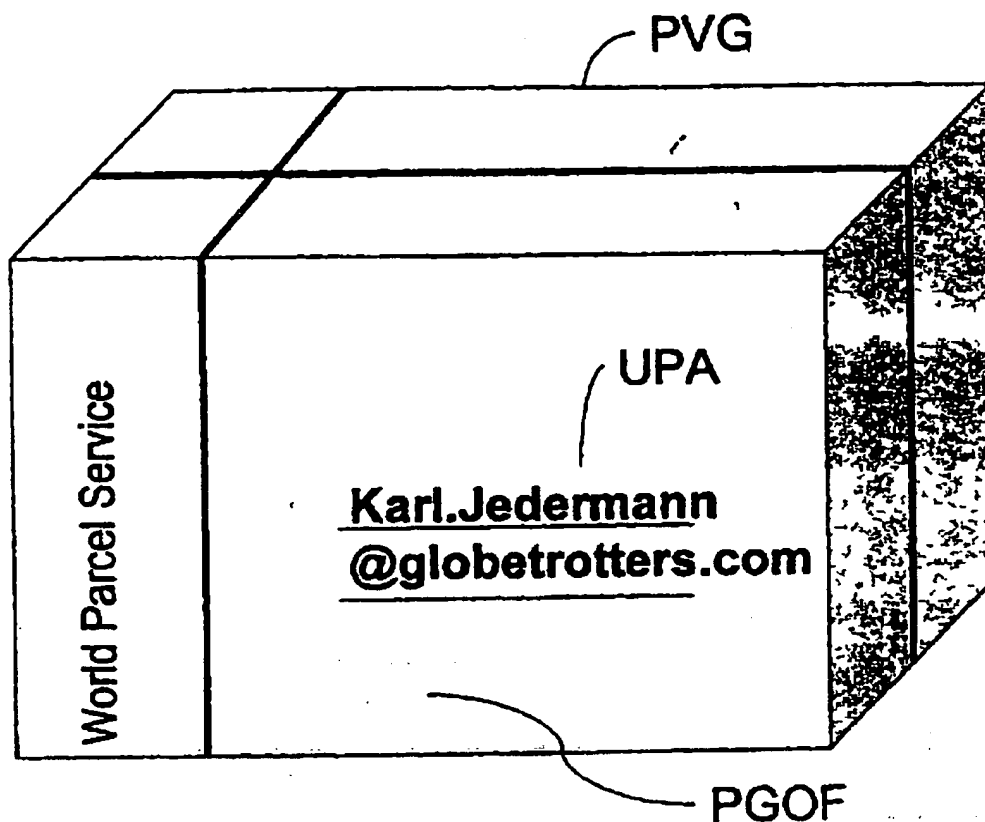 PVG
UPA
Karl.Jedermann
@globetrotters.com
World Parcel Service
PGOF